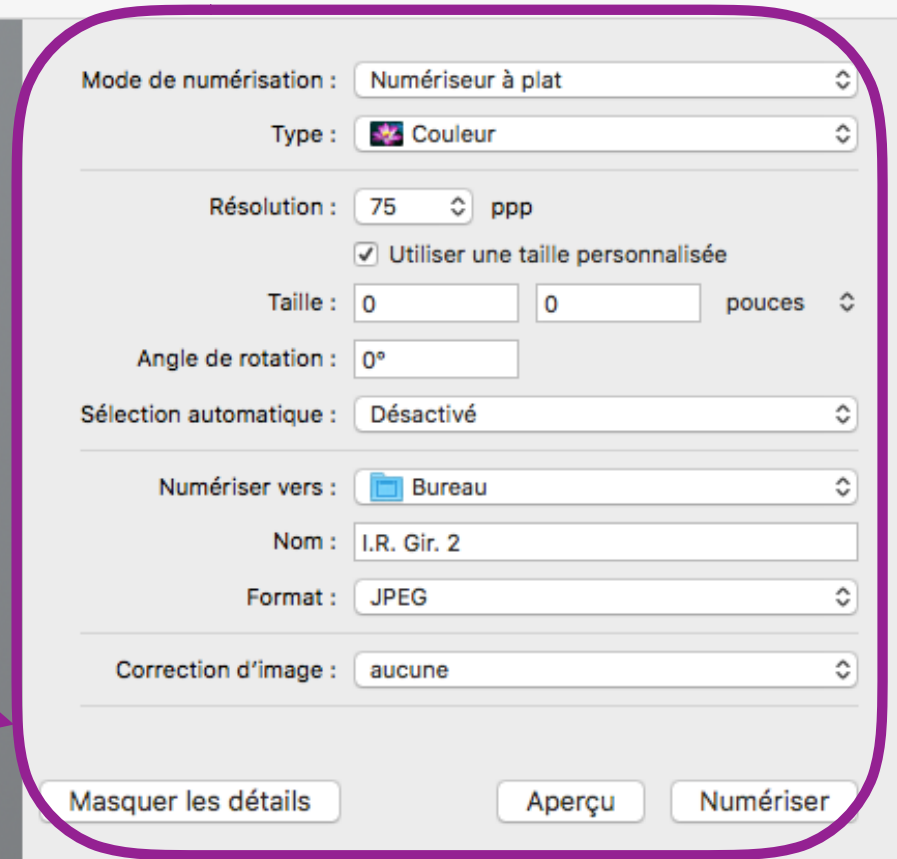 Mode de numérisation : Numériseur à plat
Type : Couleur
Résolution : 75 ppp
Utiliser une taille personnalisée
Taille : 0 0 pouces
Angle de rotation : 0°
Sélection automatique : Désactivé
Numériser vers : Bureau
Nom : I.R. Gir. 2
Format : JPEG
Correction d’image : aucune
Masquer les détails Aperçu Numériser